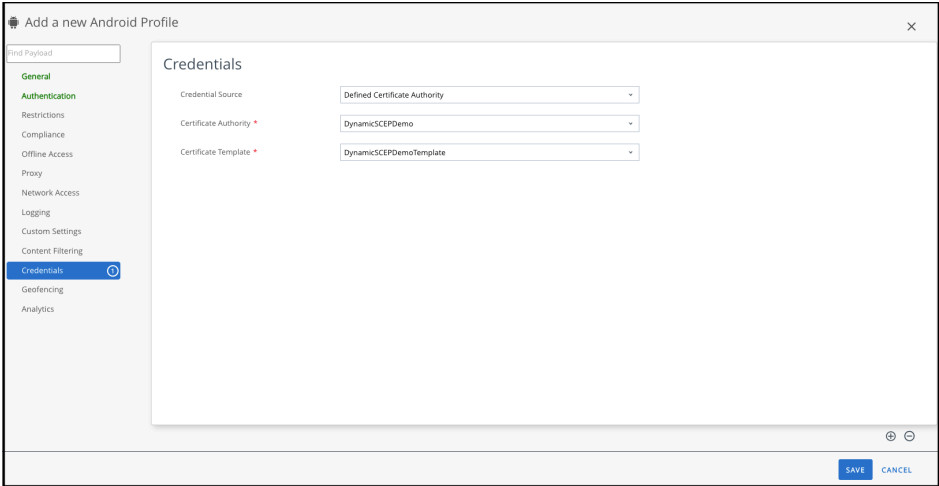 Add a new Android Profile
Find Payload
General
Authentication
Restrictions
Compliance
Offline Access
Proxy
Network Access
Logging
Custom Settings
Content Filtering
Credentials 1
Geofencing
Analytics
Credentials
Credential Source Defined Certificate Authority
Certificate Authority * DynamicSCEPDemo
Certificate Template * DynamicSCEPDemoTemplate
SAVE CANCEL